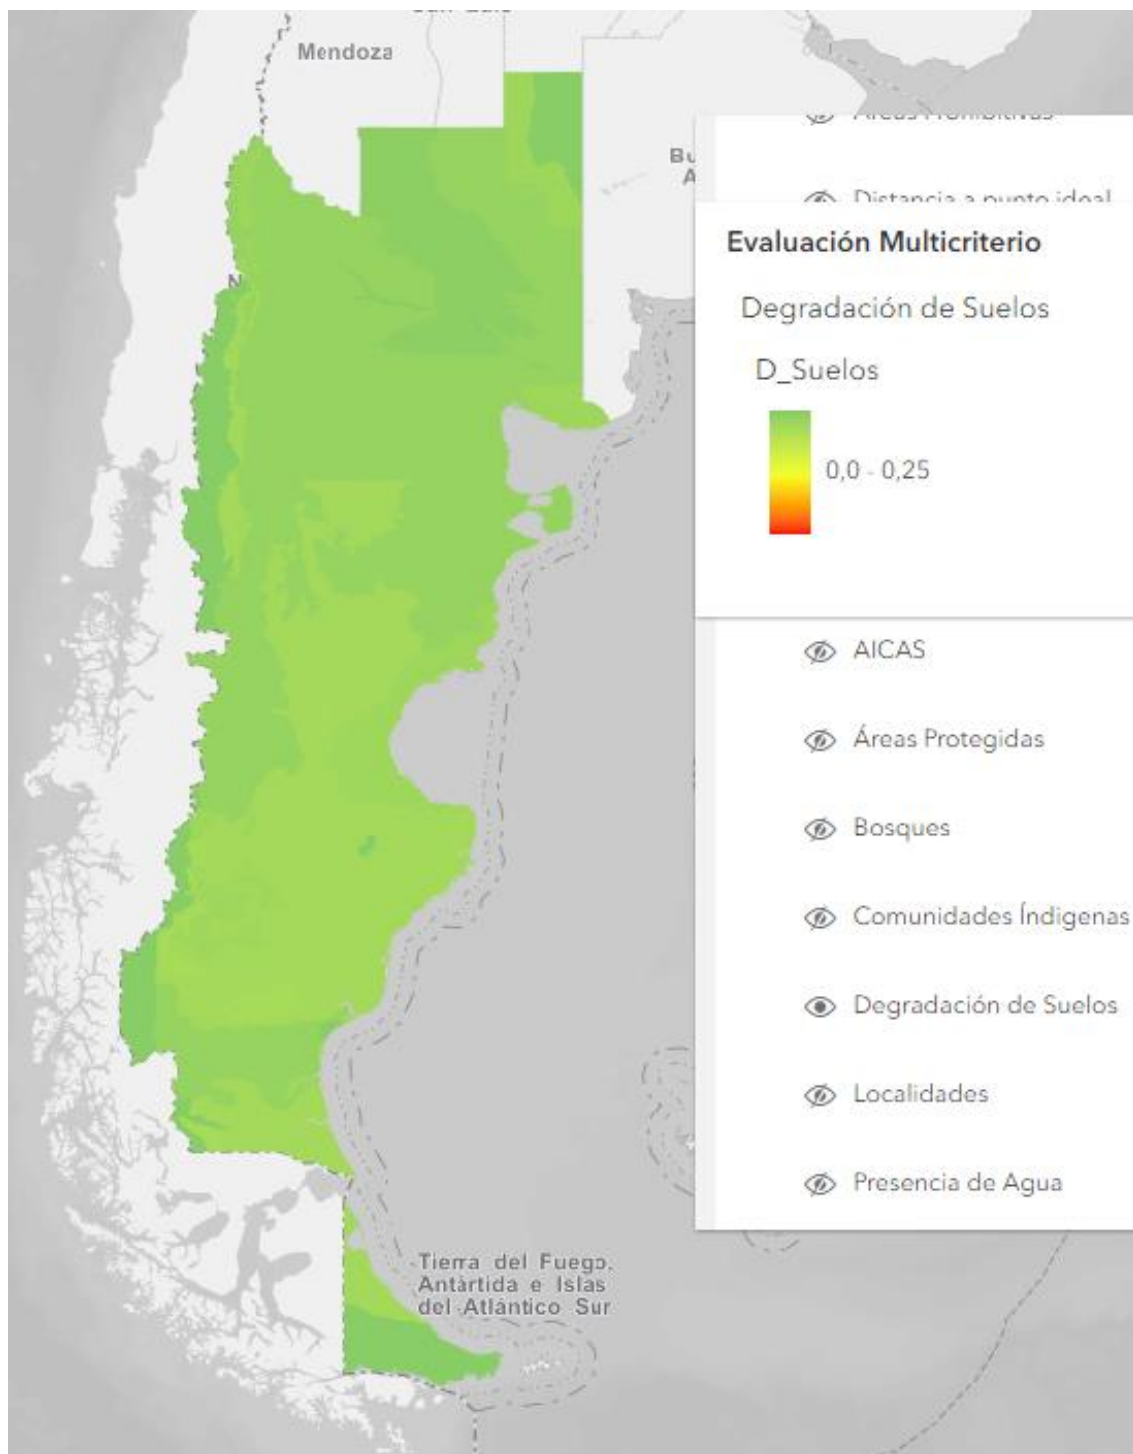 Mendoza
Evaluación Multicriterio
Degradación de Suelos
D_Suelos
0,0 - 0,25
AICAS
Áreas Protegidas
Bosques
Comunidades Índigenas
Degradación de Suelos
Localidades
Presencia de Agua
Tierra del Fuego,
Antártida e Islas
del Atlántico Sur